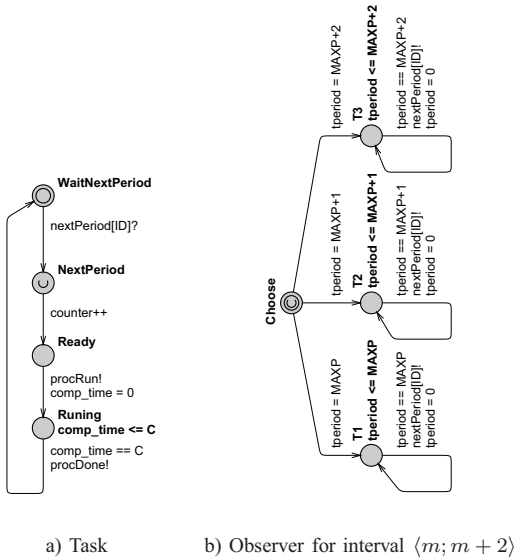 WaitNextPeriod
nextPeriod[ID]?
NextPeriod
counter++
Ready
procRun!
comp_time = 0
Runing
comp_time <= C
comp_time == C
procDone!
Choose
tperiod = MAXP+2
T3
tperiod <= MAXP+2
tperiod == MAXP+2
nextPeriod[ID]!
tperiod = 0
tperiod = MAXP+1
T2
tperiod <= MAXP+1
tperiod == MAXP+1
nextPeriod[ID]!
tperiod = 0
tperiod = MAXP
T1
tperiod <= MAXP
tperiod == MAXP
nextPeriod[ID]!
tperiod = 0
a) Task
b) Observer for interval ⟨m; m + 2⟩